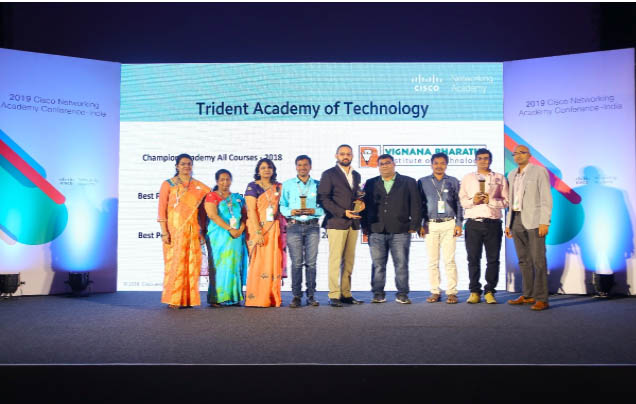 2019 Cisco Networking
Academy Conference-India
CISCO
Networking
Academy
Trident Academy of Technology
Champion Academy All Courses - 2018
VIGNANA BHARATHI
Institute of Technology
Best
Best
2019 Cisco Networking
Academy Conference-India